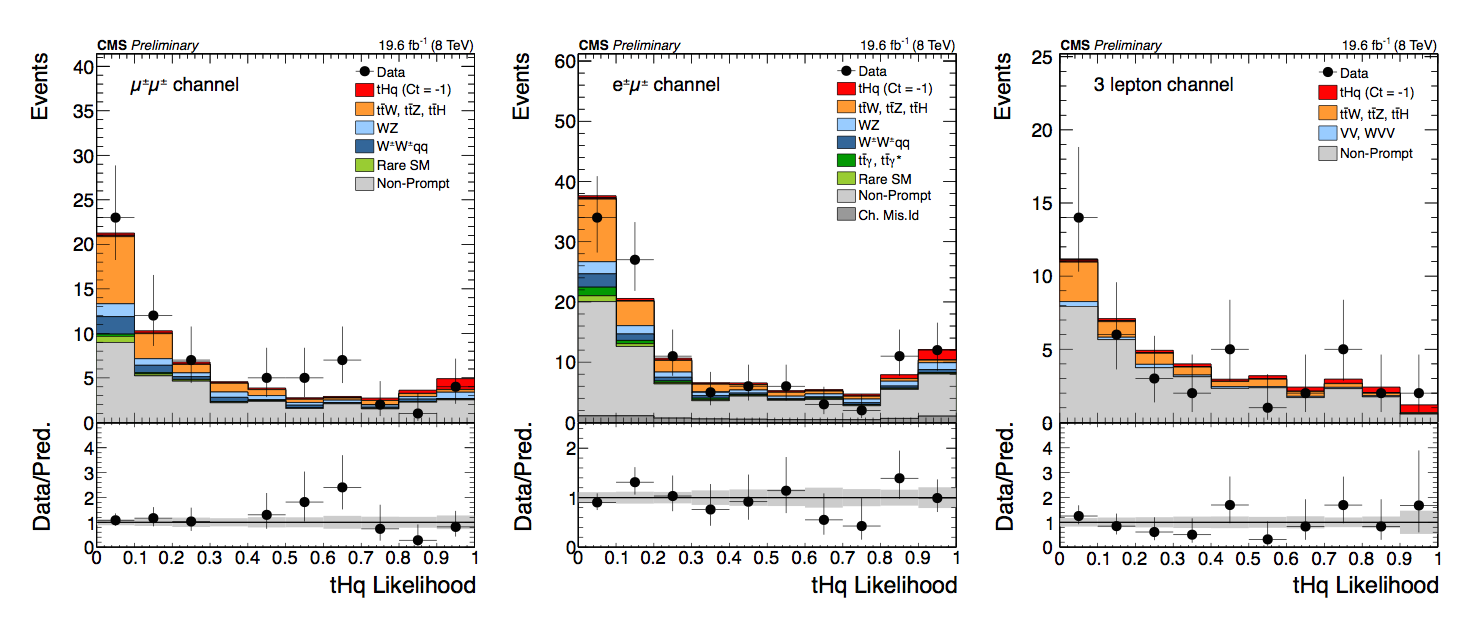 CMS Preliminary 19.6 fb⁻¹ (8 TeV)
Events
40
35
30
25
20
15
10
5
0
μ±μ± channel
Data
tHq (Ct = -1)
tt̄W, tt̄Z, tt̄H
WZ
W±W±qq
Rare SM
Non-Prompt
Data/Pred.
4
3
2
1
0
0 0.1 0.2 0.3 0.4 0.5 0.6 0.7 0.8 0.9 1
tHq Likelihood
CMS Preliminary 19.6 fb⁻¹ (8 TeV)
Events
60
50
40
30
20
10
0
e±μ± channel
Data
tHq (Ct = -1)
tt̄W, tt̄Z, tt̄H
WZ
W±W±qq
tt̄γ, tt̄γ*
Rare SM
Non-Prompt
Ch. Mis.Id
Data/Pred.
2
1
0
0 0.1 0.2 0.3 0.4 0.5 0.6 0.7 0.8 0.9 1
tHq Likelihood
CMS Preliminary 19.6 fb⁻¹ (8 TeV)
Events
25
20
15
10
5
0
3 lepton channel
Data
tHq (Ct = -1)
tt̄W, tt̄Z, tt̄H
VV, WVV
Non-Prompt
Data/Pred.
4
3
2
1
0
0 0.1 0.2 0.3 0.4 0.5 0.6 0.7 0.8 0.9 1
tHq Likelihood